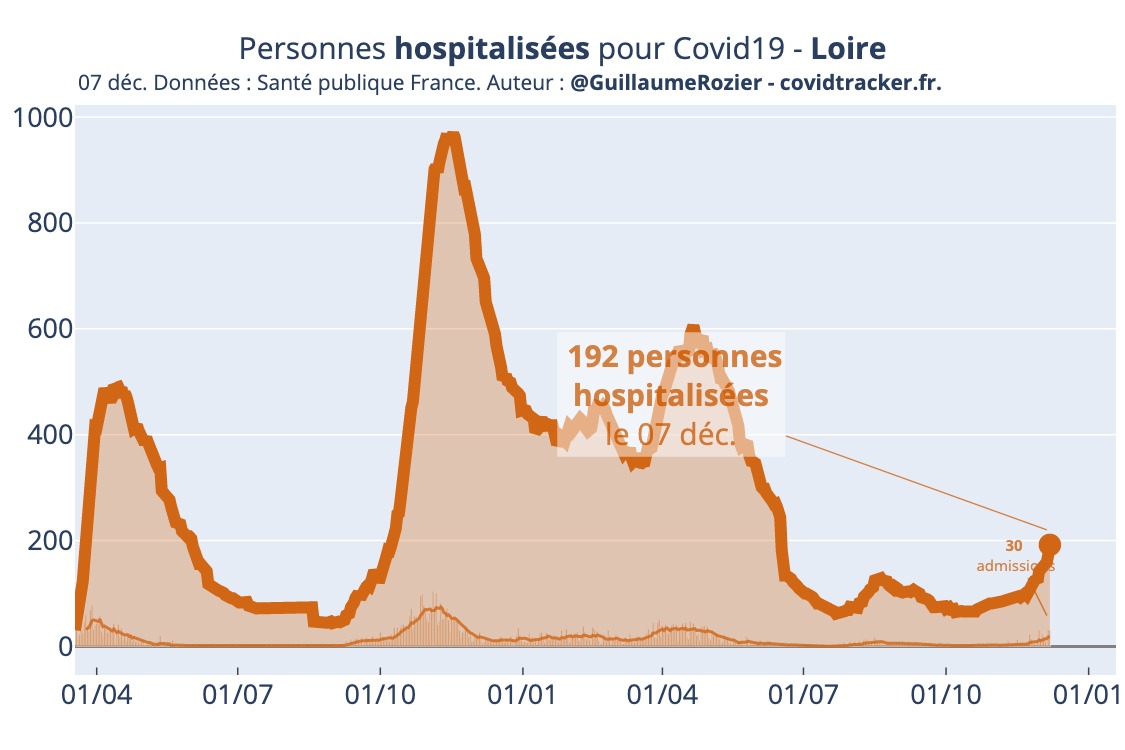 Personnes hospitalisées pour Covid19 - Loire
07 déc. Données : Santé publique France. Auteur : @GuillaumeRozier - covidtracker.fr.
1000
800
600
400
200
0
192 personnes
hospitalisées
le 07 déc.
30
admissions
01/04 01/07 01/10 01/01 01/04 01/07 01/10 01/01